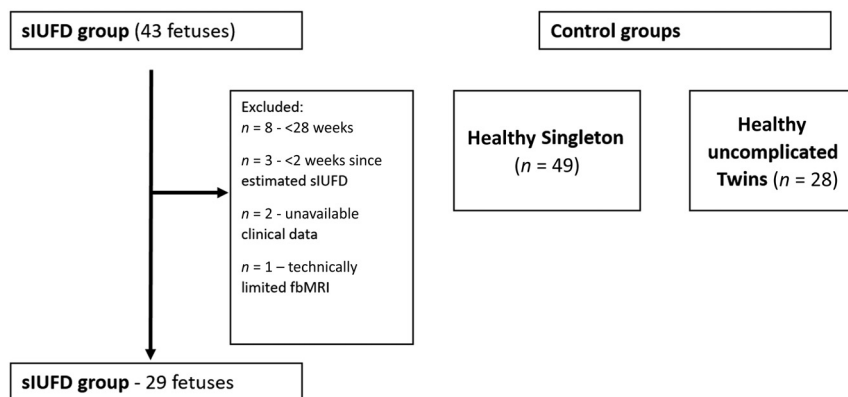 sIUFD group (43 fetuses)
Control groups
Excluded:
n = 8 - <28 weeks
n = 3 - <2 weeks since
estimated sIUFD
n = 2 - unavailable
clinical data
n = 1 – technically
limited fbMRI
Healthy Singleton
(n = 49)
Healthy
uncomplicated
Twins (n = 28)
sIUFD group - 29 fetuses